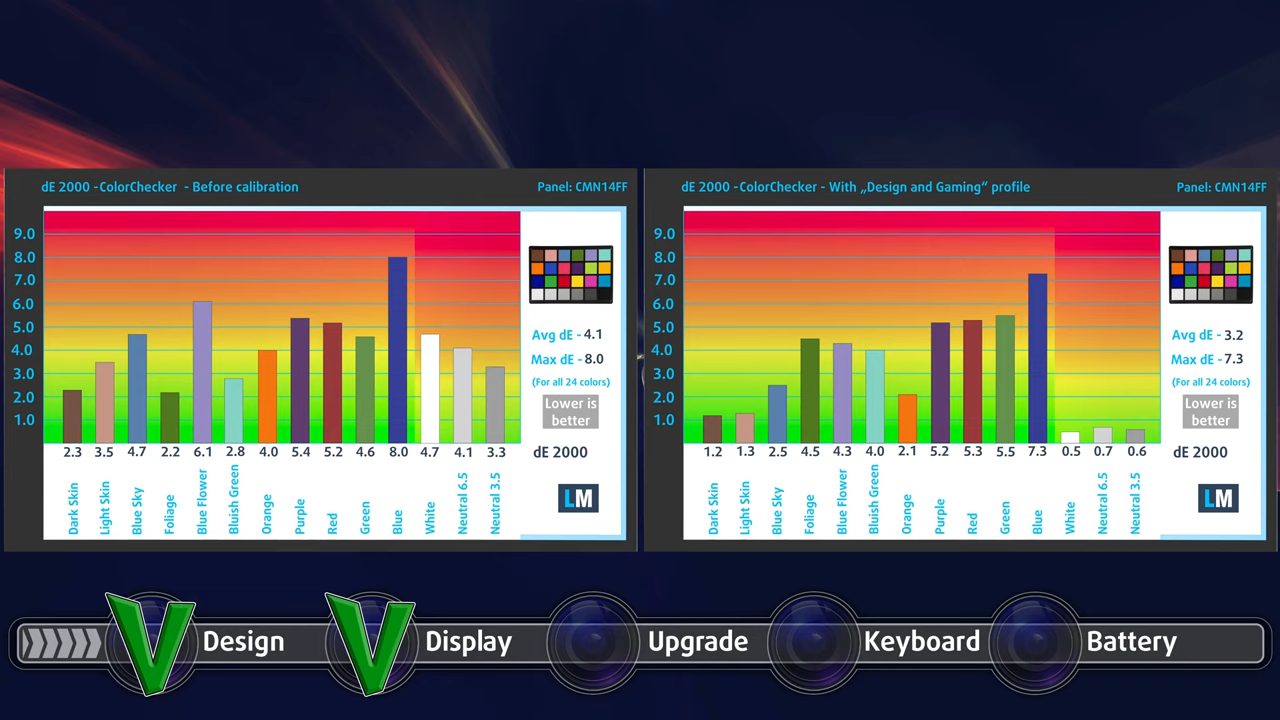 dE 2000 -ColorChecker - Before calibration
Panel: CMN14FF
9.0
8.0
7.0
6.0
5.0
4.0
3.0
2.0
1.0
Avg dE - 4.1
Max dE - 8.0
(For all 24 colors)
Lower is
better
2.3 3.5 4.7 2.2 6.1 2.8 4.0 5.4 5.2 4.6 8.0 4.7 4.1 3.3
dE 2000
Dark Skin
Light Skin
Blue Sky
Foliage
Blue Flower
Bluish Green
Orange
Purple
Red
Green
Blue
White
Neutral 6.5
Neutral 3.5
LM
dE 2000 -ColorChecker - With „Design and Gaming“ profile
Panel: CMN14FF
9.0
8.0
7.0
6.0
5.0
4.0
3.0
2.0
1.0
Avg dE - 3.2
Max dE - 7.3
(For all 24 colors)
Lower is
better
1.2 1.3 2.5 4.5 4.3 4.0 2.1 5.2 5.3 5.5 7.3 0.5 0.7 0.6
dE 2000
Dark Skin
Light Skin
Blue Sky
Foliage
Blue Flower
Bluish Green
Orange
Purple
Red
Green
Blue
White
Neutral 6.5
Neutral 3.5
LM
Design Display Upgrade Keyboard Battery